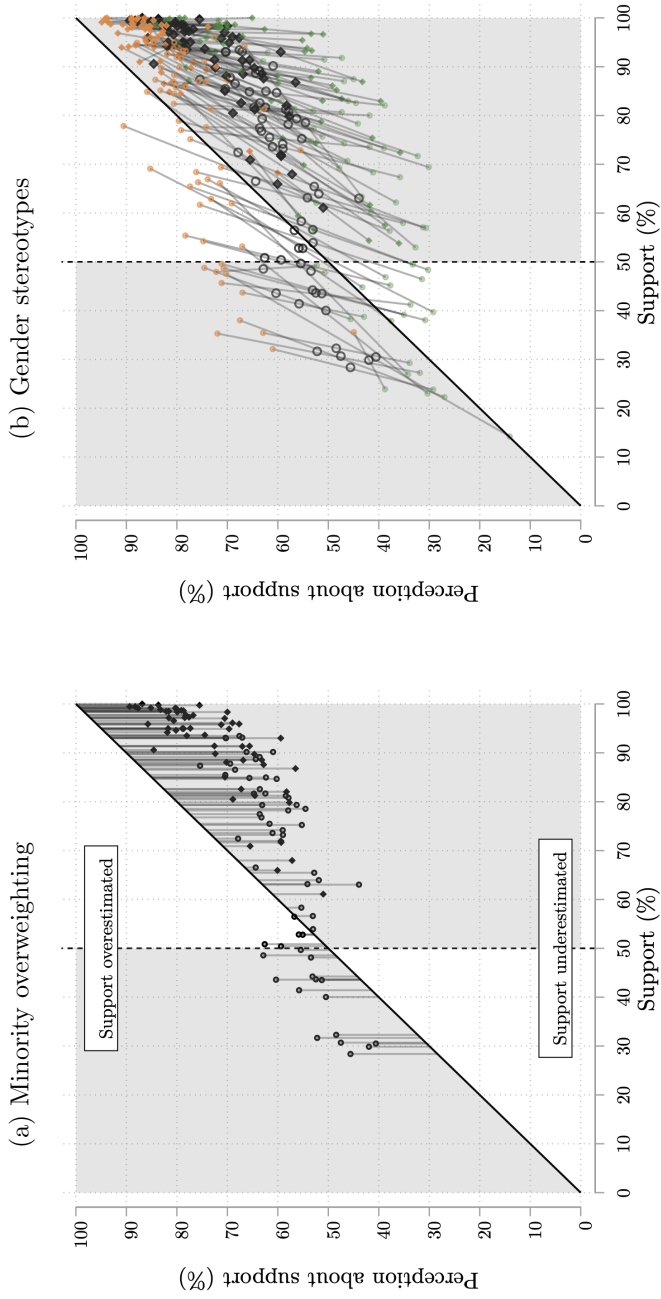 (a) Minority overweighting
Perception about support (%)
100
90
80
70
60
50
40
30
20
10
0
Support overestimated
Support underestimated
0 10 20 30 40 50 60 70 80 90 100
Support (%)
(b) Gender stereotypes
Perception about support (%)
100
90
80
70
60
50
40
30
20
10
0
0 10 20 30 40 50 60 70 80 90 100
Support (%)